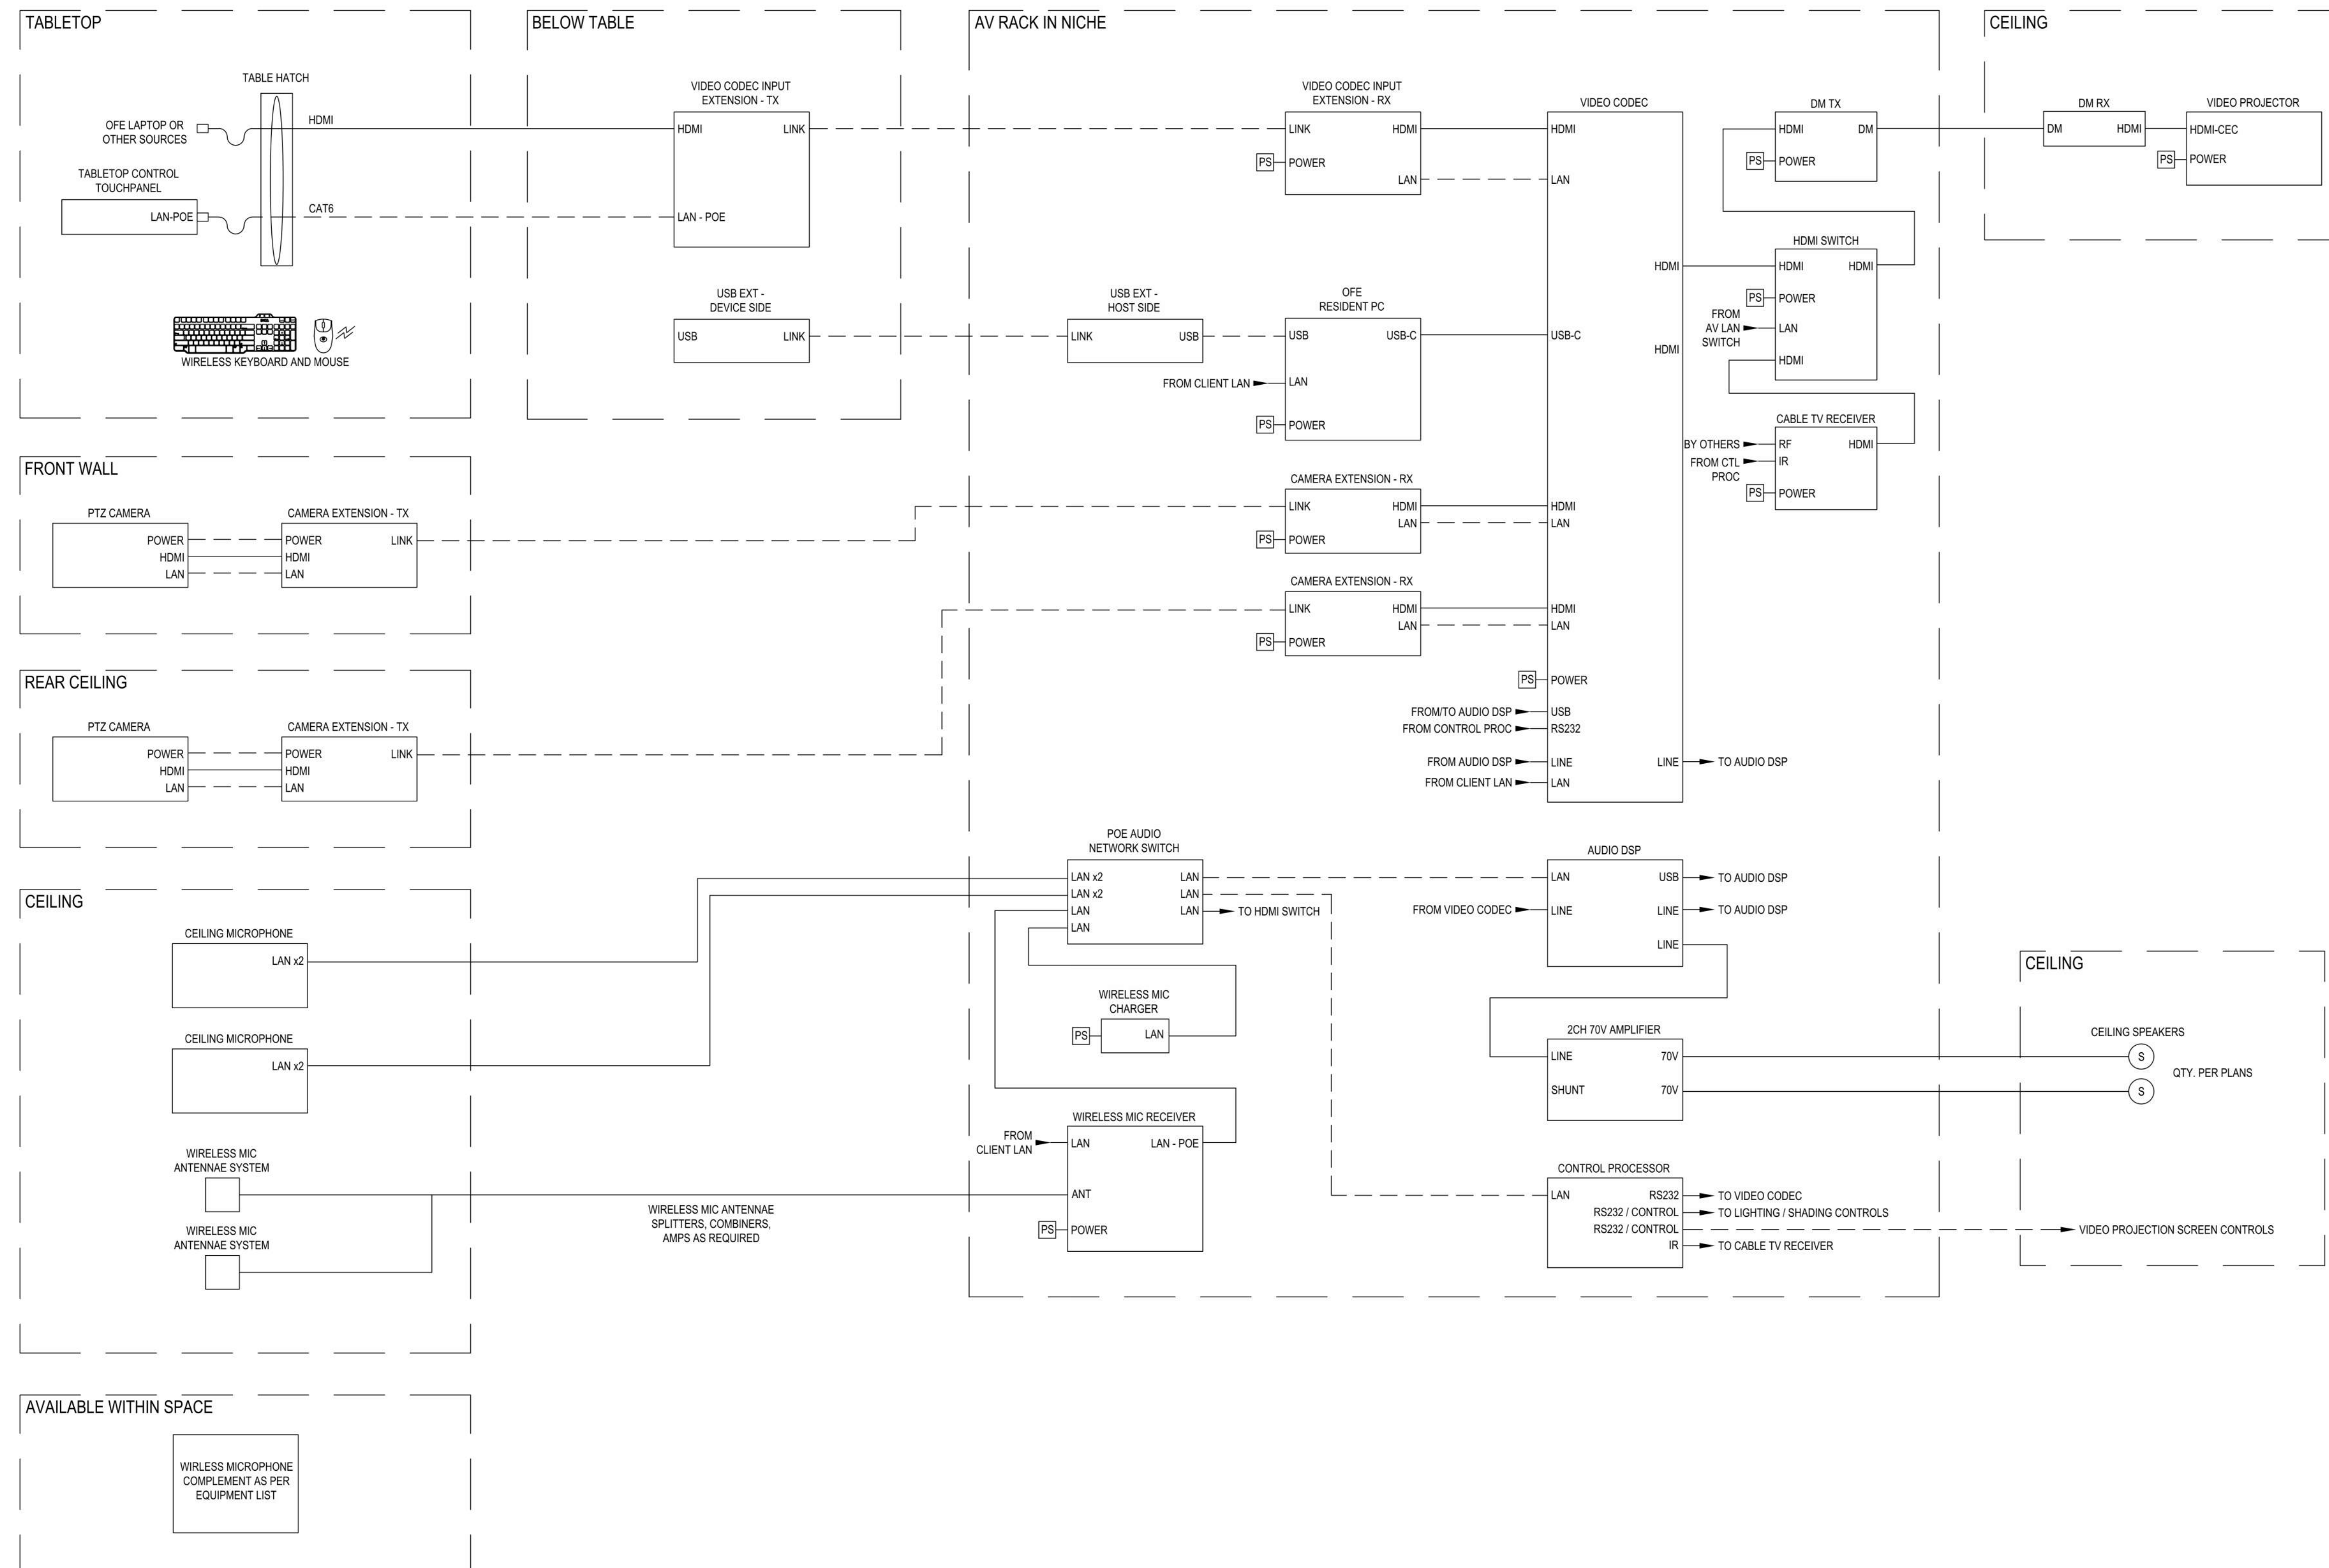 TABLETOP
TABLE HATCH
OFE LAPTOP OR
OTHER SOURCES
HDMI
TABLETOP CONTROL
TOUCHPANEL
LAN-POE
CAT6
WIRELESS KEYBOARD AND MOUSE
BELOW TABLE
VIDEO CODEC INPUT
EXTENSION - TX
HDMI LINK
LAN - POE
USB EXT -
DEVICE SIDE
USB LINK
AV RACK IN NICHE
VIDEO CODEC INPUT
EXTENSION - RX
LINK HDMI
PS POWER
LAN
USB EXT -
HOST SIDE
LINK USB
OFE
RESIDENT PC
USB USB-C
FROM CLIENT LAN LAN
PS POWER
CAMERA EXTENSION - RX
LINK HDMI
LAN
PS POWER
CAMERA EXTENSION - RX
LINK HDMI
LAN
PS POWER
VIDEO CODEC
HDMI
LAN
HDMI
USB-C
HDMI
HDMI
LAN
HDMI
LAN
PS POWER
FROM/TO AUDIO DSP USB
FROM CONTROL PROC RS232
FROM AUDIO DSP LINE LINE TO AUDIO DSP
FROM CLIENT LAN LAN
DM TX
HDMI DM
PS POWER
HDMI SWITCH
HDMI HDMI
PS POWER
FROM
AV LAN
SWITCH
LAN
HDMI
CABLE TV RECEIVER
BY OTHERS RF HDMI
FROM CTL
PROC
IR
PS POWER
CEILING
DM RX
DM HDMI
VIDEO PROJECTOR
HDMI-CEC
PS POWER
FRONT WALL
PTZ CAMERA
POWER
HDMI
LAN
CAMERA EXTENSION - TX
POWER LINK
HDMI
LAN
REAR CEILING
PTZ CAMERA
POWER
HDMI
LAN
CAMERA EXTENSION - TX
POWER LINK
HDMI
LAN
CEILING
CEILING MICROPHONE
LAN x2
CEILING MICROPHONE
LAN x2
WIRELESS MIC
ANTENNAE SYSTEM
WIRELESS MIC
ANTENNAE SYSTEM
WIRELESS MIC ANTENNAE
SPLITTERS, COMBINERS,
AMPS AS REQUIRED
POE AUDIO
NETWORK SWITCH
LAN x2 LAN
LAN x2 LAN
LAN LAN TO HDMI SWITCH
LAN
WIRELESS MIC
CHARGER
PS LAN
WIRELESS MIC RECEIVER
FROM
CLIENT LAN
LAN LAN - POE
ANT
PS POWER
AUDIO DSP
LAN USB TO AUDIO DSP
FROM VIDEO CODEC LINE LINE TO AUDIO DSP
LINE
2CH 70V AMPLIFIER
LINE 70V
SHUNT 70V
CONTROL PROCESSOR
LAN RS232 TO VIDEO CODEC
RS232 / CONTROL TO LIGHTING / SHADING CONTROLS
RS232 / CONTROL
IR TO CABLE TV RECEIVER
CEILING
CEILING SPEAKERS
S
QTY. PER PLANS
S
VIDEO PROJECTION SCREEN CONTROLS
AVAILABLE WITHIN SPACE
WIRLESS MICROPHONE
COMPLEMENT AS PER
EQUIPMENT LIST